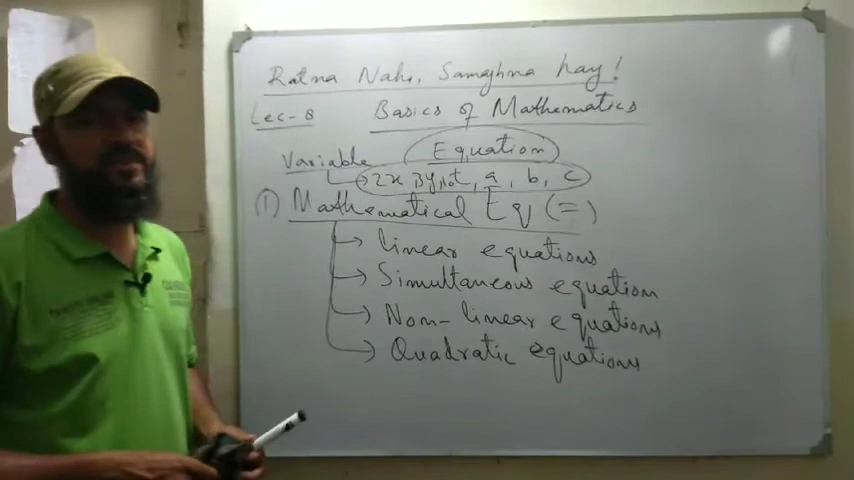 Ratna Nahi, Samajhna hay!
Lec-8 Basics of Mathematics
Equation
Variable
2x 3y, t, a, b, c
1) Mathematical Eq (=)
linear equations
Simultaneous equation
Non-linear equations
Quadratic equations